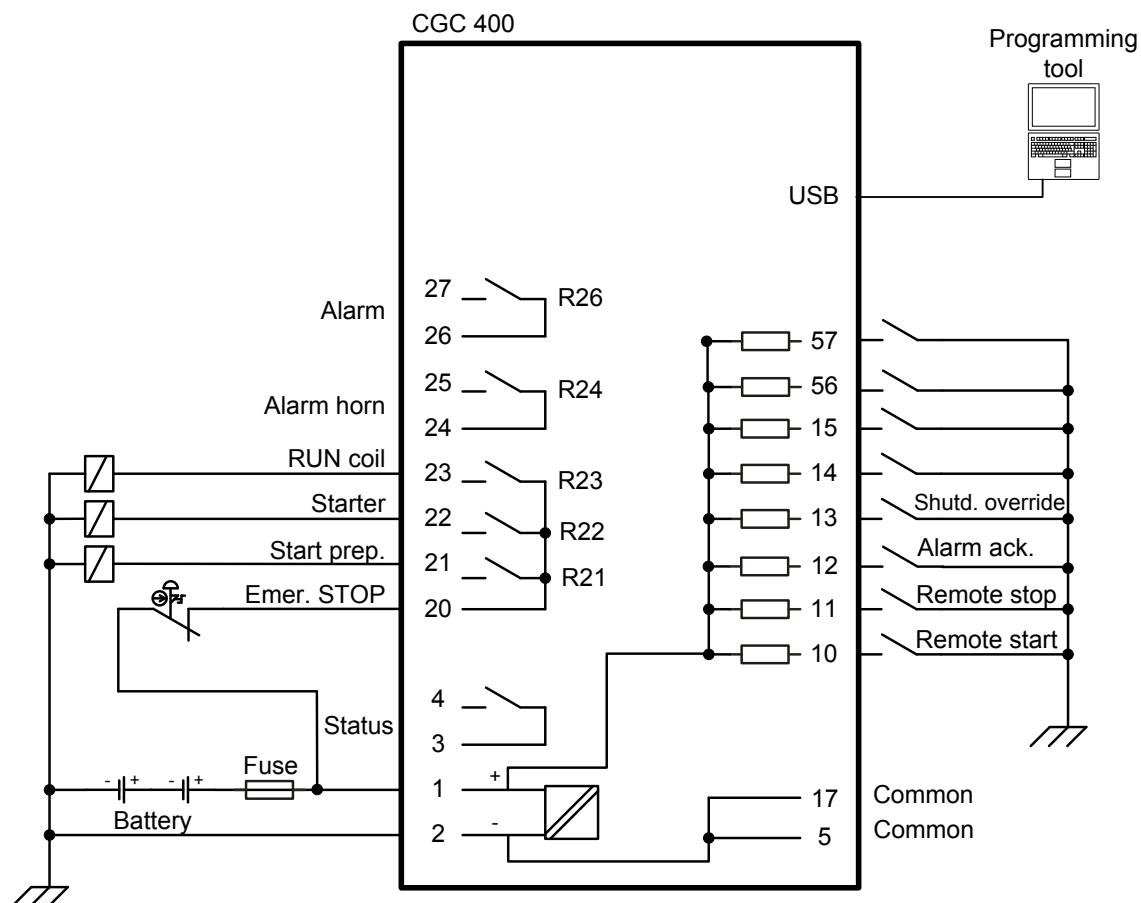 CGC 400
Programming
tool
USB
27
R26
Alarm
26
57
25
R24
56
Alarm horn
24
15
RUN coil
23
R23
14
Starter
22
R22
13
Shutd. override
Start prep.
21
R21
12
Alarm ack.
Emer. STOP
20
11
Remote stop
10
Remote start
4
Status
3
Fuse
- + - +
1
+
17
Common
Battery
2
-
5
Common